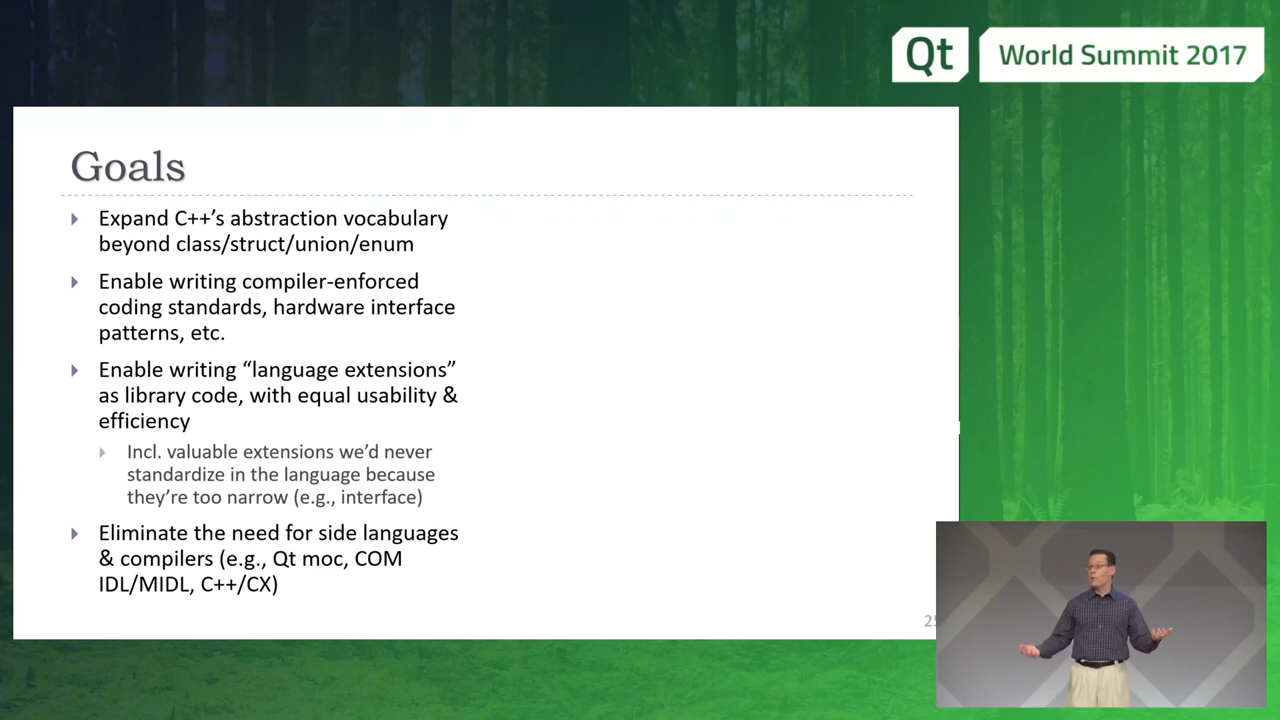 Qt World Summit 2017
Goals
Expand C++’s abstraction vocabulary
beyond class/struct/union/enum
Enable writing compiler-enforced
coding standards, hardware interface
patterns, etc.
Enable writing “language extensions”
as library code, with equal usability &
efficiency
Incl. valuable extensions we’d never
standardize in the language because
they’re too narrow (e.g., interface)
Eliminate the need for side languages
& compilers (e.g., Qt moc, COM
IDL/MIDL, C++/CX)